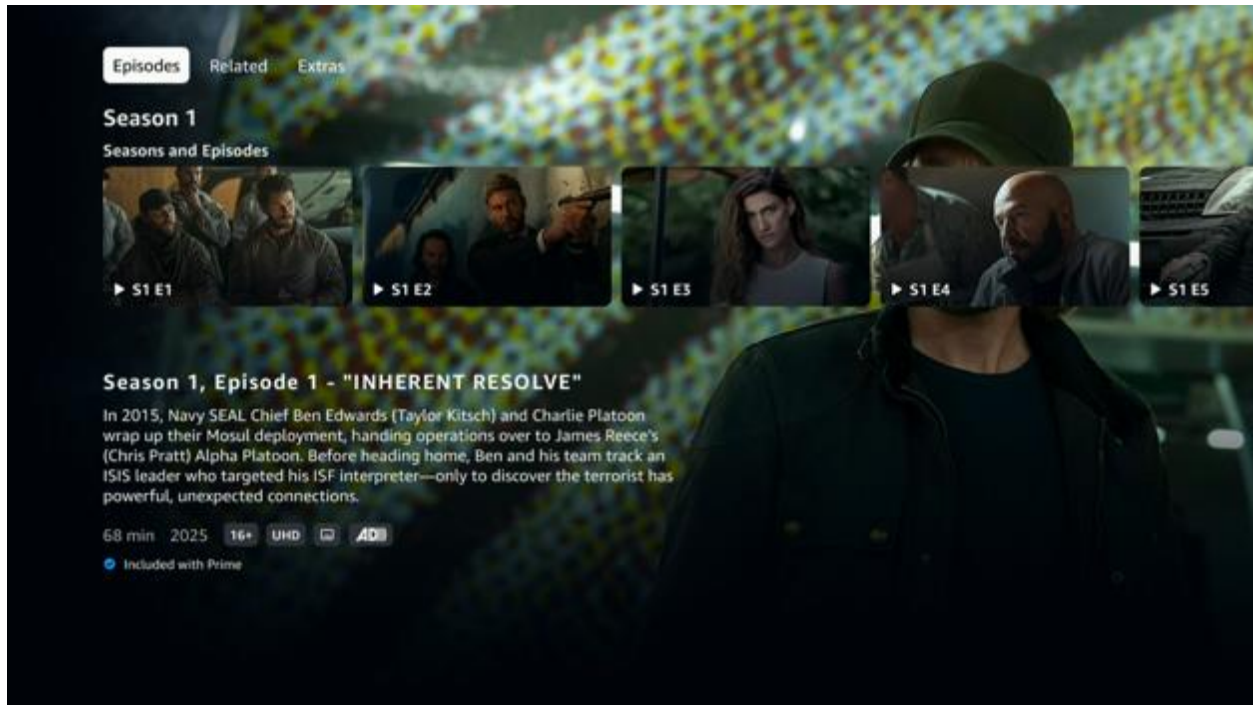 Episodes Related Extras
Season 1
Seasons and Episodes
S1 E1 S1 E2 S1 E3 S1 E4 S1 E5
Season 1, Episode 1 - "INHERENT RESOLVE"
In 2015, Navy SEAL Chief Ben Edwards (Taylor Kitsch) and Charlie Platoon
wrap up their Mosul deployment, handing operations over to James Reece's
(Chris Pratt) Alpha Platoon. Before heading home, Ben and his team track an
ISIS leader who targeted his ISF interpreter—only to discover the terrorist has
powerful, unexpected connections.
68 min 2025 16+ UHD AD
Included with Prime